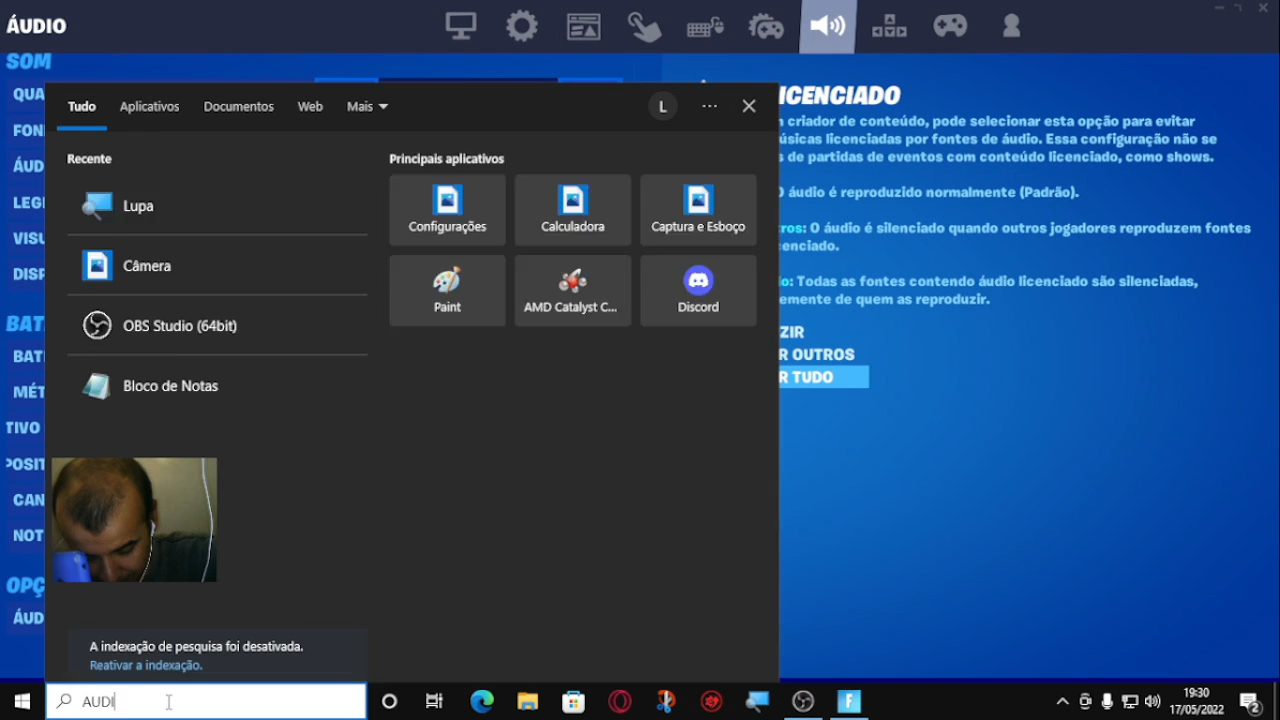 ÁUDIO
SOM
QUA
FON
ÁUD
LEGE
VISU
DISP
BAT
BATI
MÉT
TIVO
POSIT
CAN
NOT
OPÇ
ÁUD
Tudo
Aplicativos
Documentos
Web
Mais
L
Recente
Lupa
Câmera
OBS Studio (64bit)
Bloco de Notas
Principais aplicativos
Configurações
Calculadora
Captura e Esboço
Paint
AMD Catalyst C...
Discord
A indexação de pesquisa foi desativada.
Reativar a indexação.
ICENCIADO
criador de conteúdo, pode selecionar esta opção para evitar
úsicas licenciadas por fontes de áudio. Essa configuração não se
s de partidas de eventos com conteúdo licenciado, como shows.
O áudio é reproduzido normalmente (Padrão).
ros: O áudio é silenciado quando outros jogadores reproduzem fontes
cenciado.
o: Todas as fontes contendo áudio licenciado são silenciadas,
emente de quem as reproduzir.
ZIR
R OUTROS
R TUDO
AUDI
19:30
17/05/2022
2